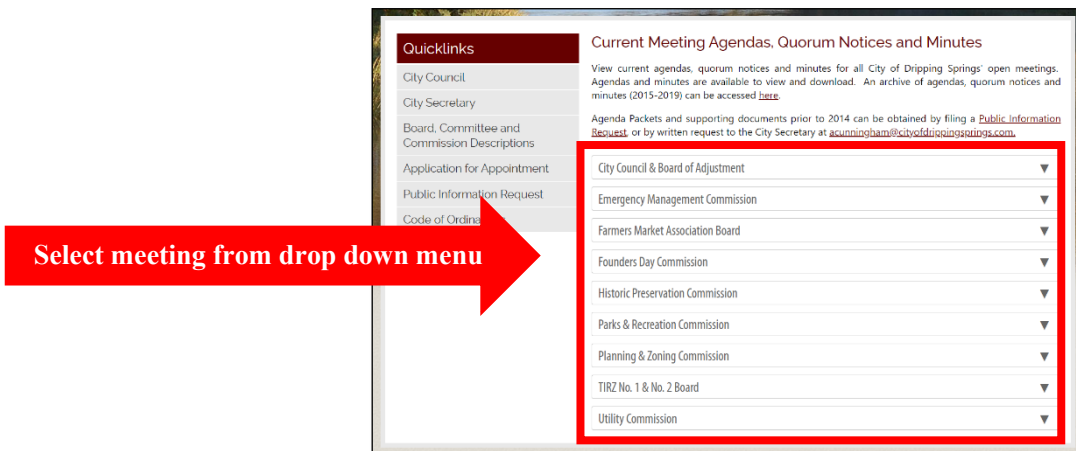 Quicklinks
City Council
City Secretary
Board, Committee and
Commission Descriptions
Application for Appointment
Public Information Request
Code of
Select meeting from drop down menu
Current Meeting Agendas, Quorum Notices and Minutes
View current agendas, quorum notices and minutes for all City of Dripping Springs' open meetings.
Agendas and minutes are available to view and download. An archive of agendas, quorum notices and
minutes (2015-2019) can be accessed here.
Agenda Packets and supporting documents prior to 2014 can be obtained by filing a Public Information
Request, or by written request to the City Secretary at acunningham@cityofdrippingsprings.com.
City Council & Board of Adjustment
Emergency Management Commission
Farmers Market Association Board
Founders Day Commission
Historic Preservation Commission
Parks & Recreation Commission
Planning & Zoning Commission
TIRZ No. 1 & No. 2 Board
Utility Commission